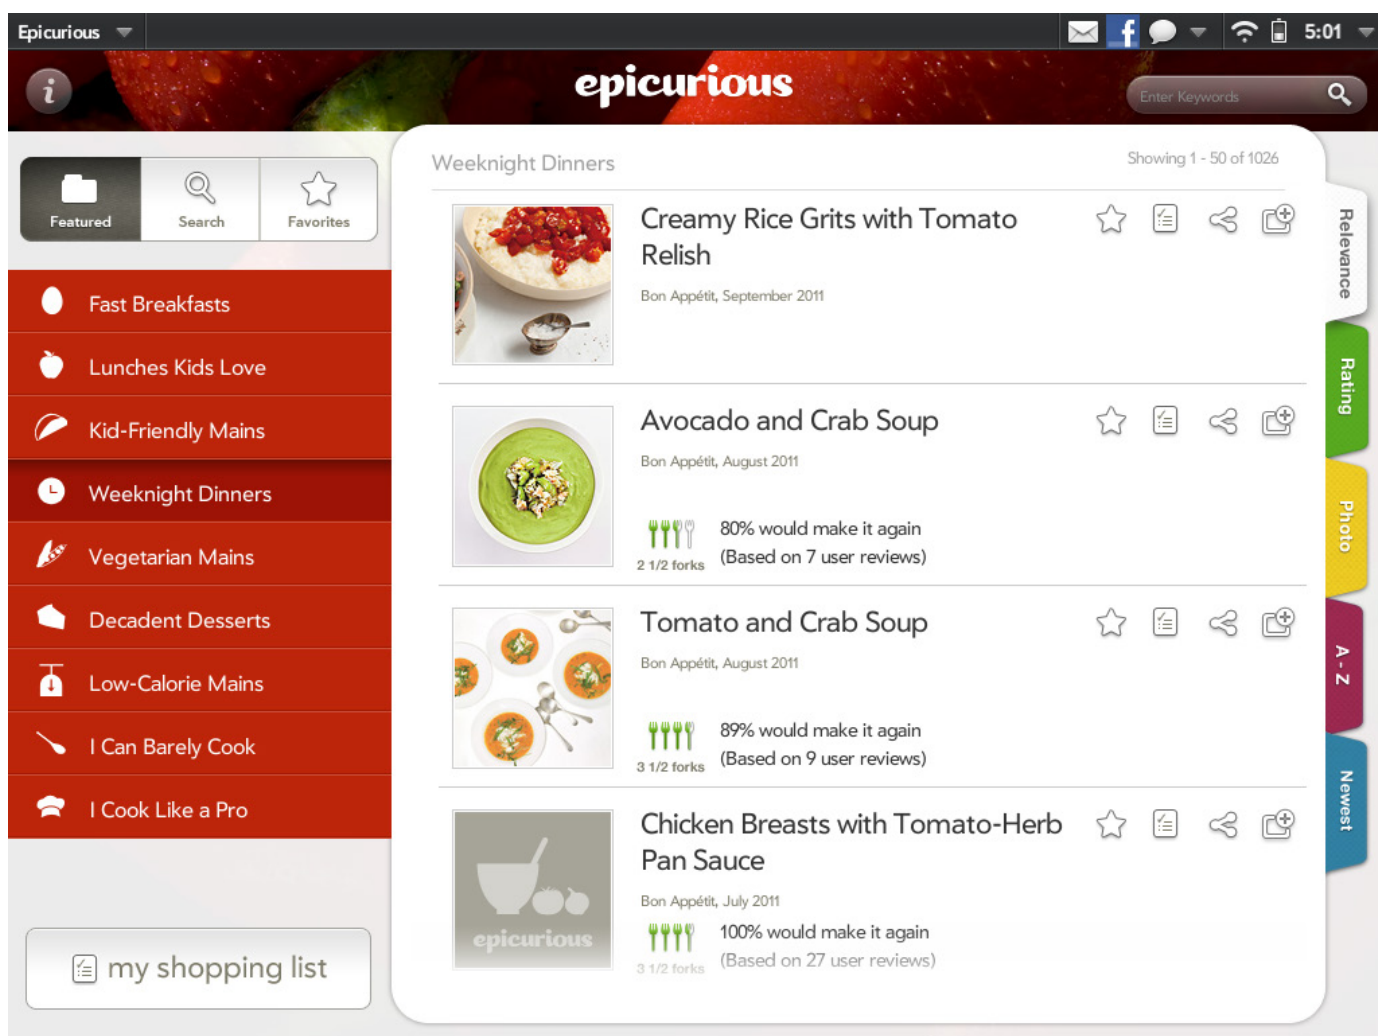 Epicurious
5:01
epicurious
Enter Keywords
Featured
Search
Favorites
Fast Breakfasts
Lunches Kids Love
Kid-Friendly Mains
Weeknight Dinners
Vegetarian Mains
Decadent Desserts
Low-Calorie Mains
I Can Barely Cook
I Cook Like a Pro
my shopping list
Weeknight Dinners
Showing 1 - 50 of 1026
Creamy Rice Grits with Tomato
Relish
Bon Appétit, September 2011
Avocado and Crab Soup
Bon Appétit, August 2011
80% would make it again
(Based on 7 user reviews)
2 1/2 forks
Tomato and Crab Soup
Bon Appétit, August 2011
89% would make it again
(Based on 9 user reviews)
3 1/2 forks
epicurious
Chicken Breasts with Tomato-Herb
Pan Sauce
Bon Appétit, July 2011
100% would make it again
(Based on 27 user reviews)
3 1/2 forks
Relevance
Rating
Photo
A - Z
Newest